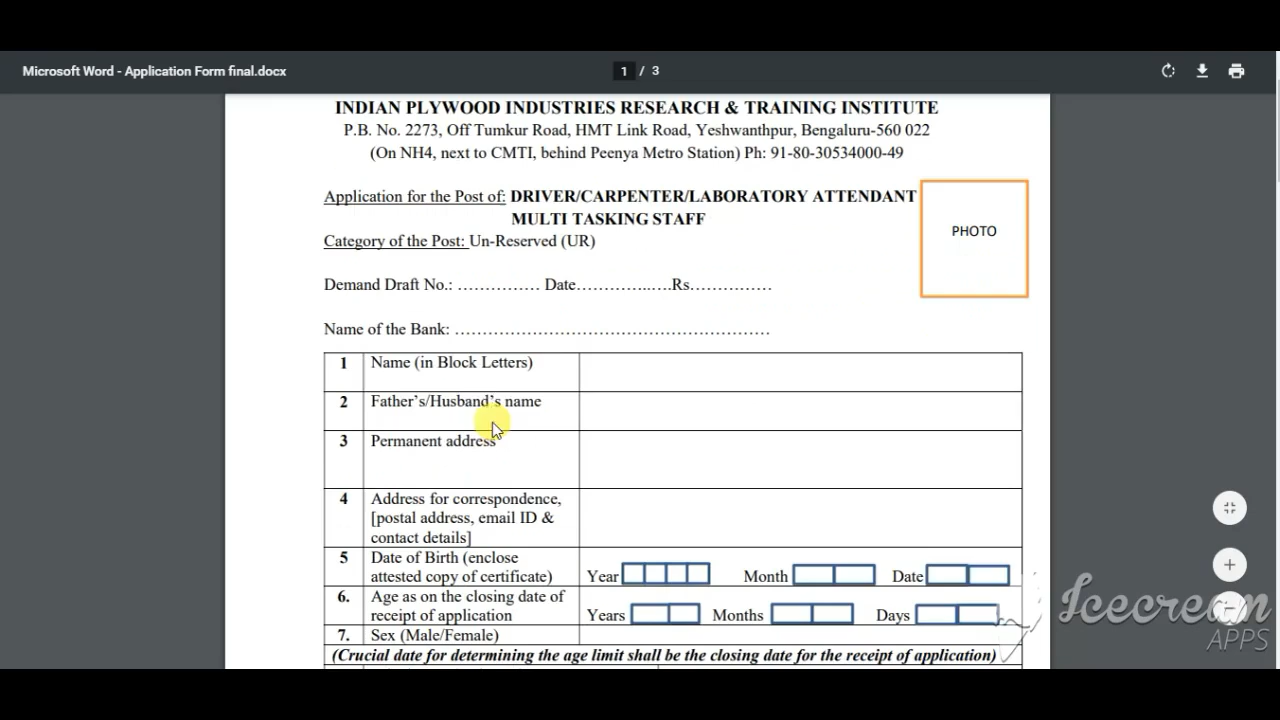 Microsoft Word - Application Form final.docx
1 / 3
INDIAN PLYWOOD INDUSTRIES RESEARCH & TRAINING INSTITUTE
P.B. No. 2273, Off Tumkur Road, HMT Link Road, Yeshwanthpur, Bengaluru-560 022
(On NH4, next to CMTI, behind Peenya Metro Station) Ph: 91-80-30534000-49
Application for the Post of: DRIVER/CARPENTER/LABORATORY ATTENDANT
MULTI TASKING STAFF
PHOTO
Category of the Post: Un-Reserved (UR)
Demand Draft No.: …………… Date…………..….Rs……………
Name of the Bank: …………………………………………………
1 Name (in Block Letters)
2 Father's/Husband's name
3 Permanent address
4 Address for correspondence,
[postal address, email ID &
contact details]
5 Date of Birth (enclose
attested copy of certificate) Year Month Date
6. Age as on the closing date of
receipt of application Years Months Days
7. Sex (Male/Female)
(Crucial date for determining the age limit shall be the closing date for the receipt of application)
Icecream
APPS